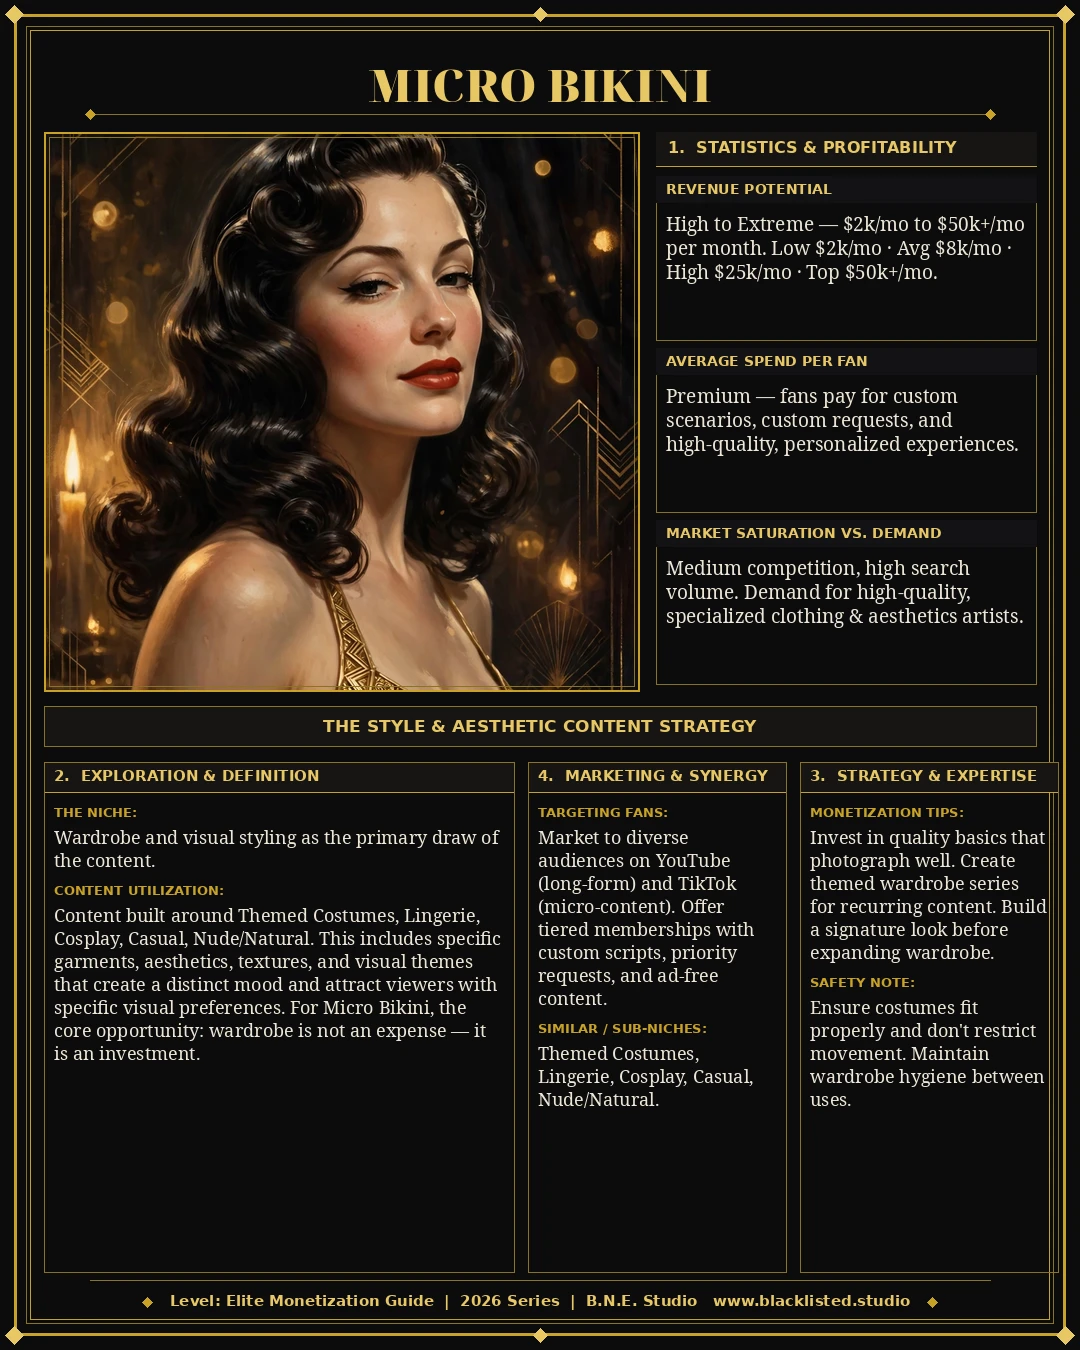 MICRO BIKINI
1. STATISTICS & PROFITABILITY
REVENUE POTENTIAL
High to Extreme — $2k/mo to $50k+/mo
per month. Low $2k/mo · Avg $8k/mo ·
High $25k/mo · Top $50k+/mo.
AVERAGE SPEND PER FAN
Premium — fans pay for custom
scenarios, custom requests, and
high-quality, personalized experiences.
MARKET SATURATION VS. DEMAND
Medium competition, high search
volume. Demand for high-quality,
specialized clothing & aesthetics artists.
THE STYLE & AESTHETIC CONTENT STRATEGY
2. EXPLORATION & DEFINITION
THE NICHE:
Wardrobe and visual styling as the primary draw of
the content.
CONTENT UTILIZATION:
Content built around Themed Costumes, Lingerie,
Cosplay, Casual, Nude/Natural. This includes specific
garments, aesthetics, textures, and visual themes
that create a distinct mood and attract viewers with
specific visual preferences. For Micro Bikini, the
core opportunity: wardrobe is not an expense — it
is an investment.
4. MARKETING & SYNERGY
TARGETING FANS:
Market to diverse
audiences on YouTube
(long-form) and TikTok
(micro-content). Offer
tiered memberships with
custom scripts, priority
requests, and ad-free
content.
SIMILAR / SUB-NICHES:
Themed Costumes,
Lingerie, Cosplay, Casual,
Nude/Natural.
3. STRATEGY & EXPERTISE
MONETIZATION TIPS:
Invest in quality basics that
photograph well. Create
themed wardrobe series
for recurring content. Build
a signature look before
expanding wardrobe.
SAFETY NOTE:
Ensure costumes fit
properly and don't restrict
movement. Maintain
wardrobe hygiene between
uses.
Level: Elite Monetization Guide | 2026 Series | B.N.E. Studio www.blacklisted.studio